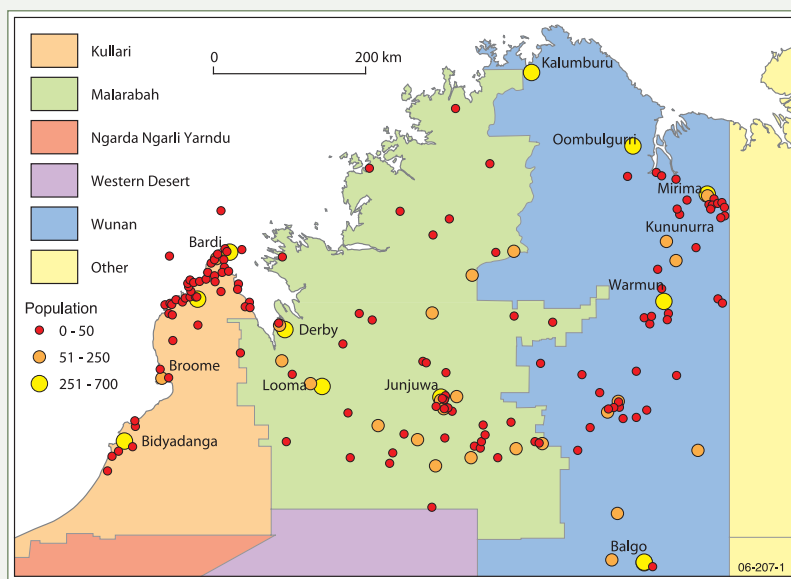 Kullari
Malarabah
Ngarda Ngarli Yarndu
Western Desert
Wunan
Other
0
200 km
Kalumburu
Oombulgurri
Mirima
Kununurra
Bardi
Warmun
Population
0 - 50
51 - 250
251 - 700
Derby
Broome
Looma
Junjuwa
Bidyadanga
Balgo
06-207-1